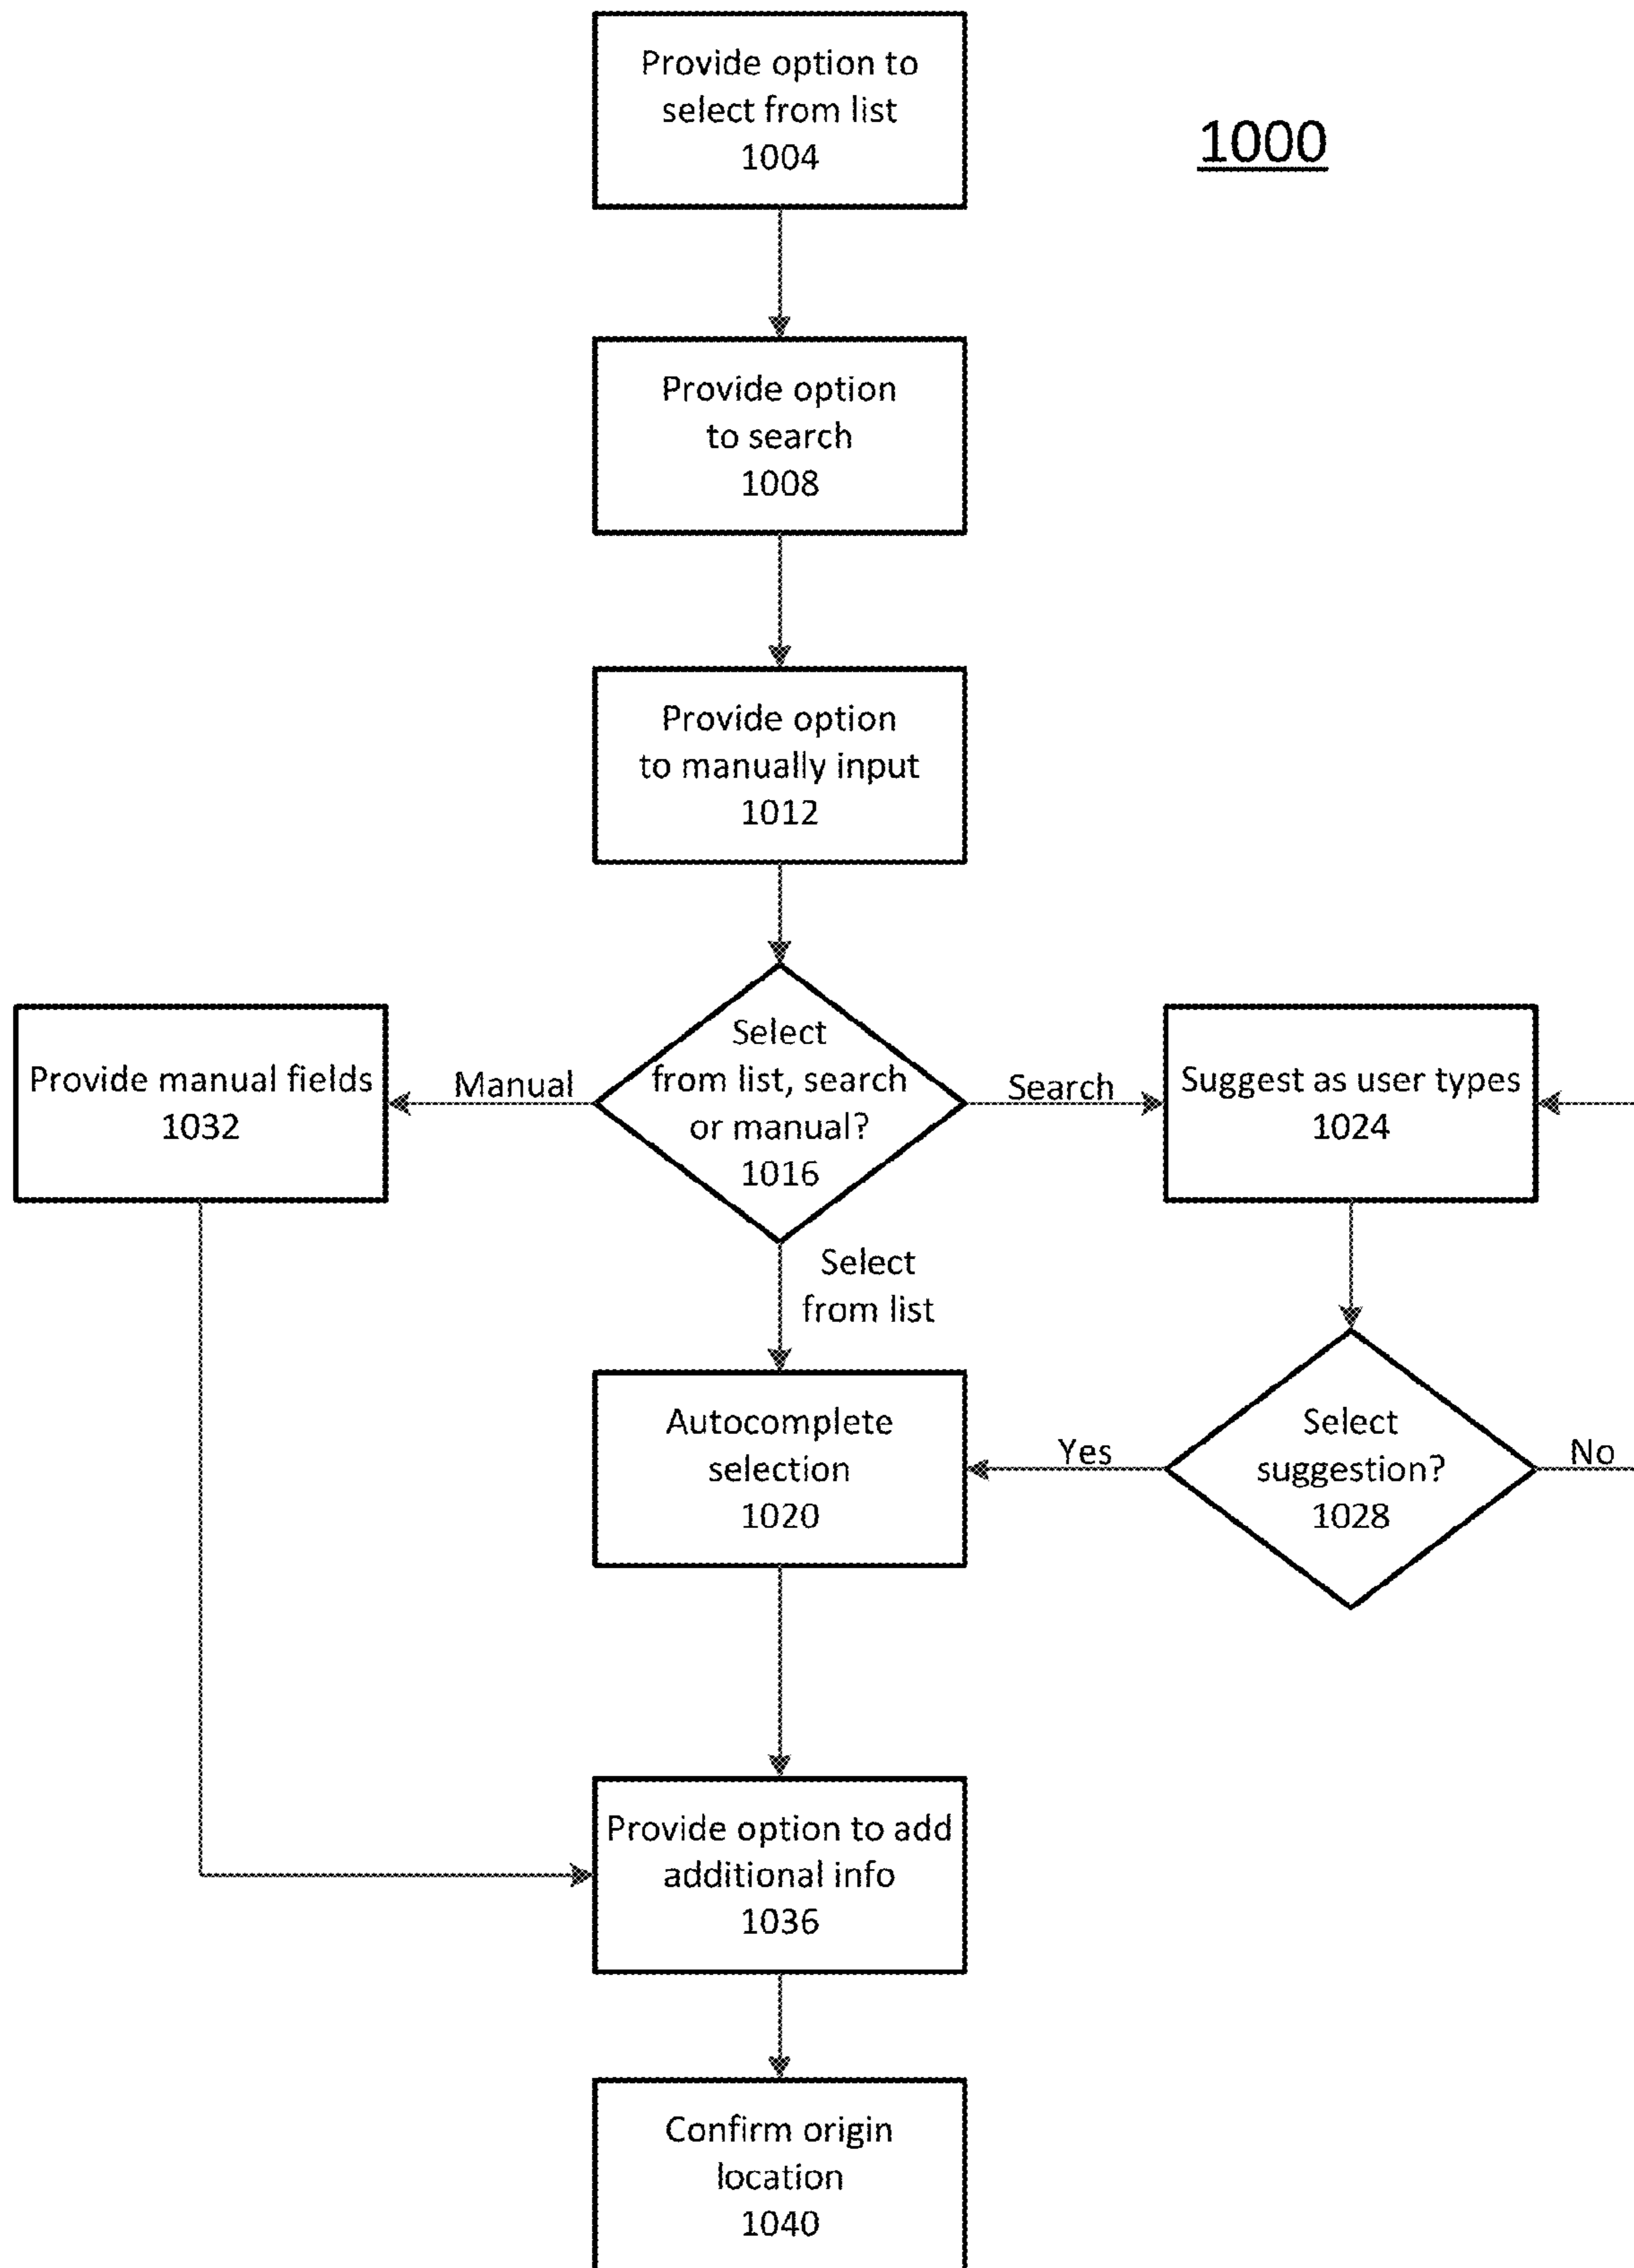 Provide option to
select from list
1004
1000
Provide option
to search
1008
Provide option
to manually input
1012
Select
from list, search
or manual?
1016
Manual
Provide manual fields
1032
Search
Suggest as user types
1024
Select
from list
Autocomplete
selection
1020
Yes
Select
suggestion?
1028
No
Provide option to add
additional info
1036
Confirm origin
location
1040